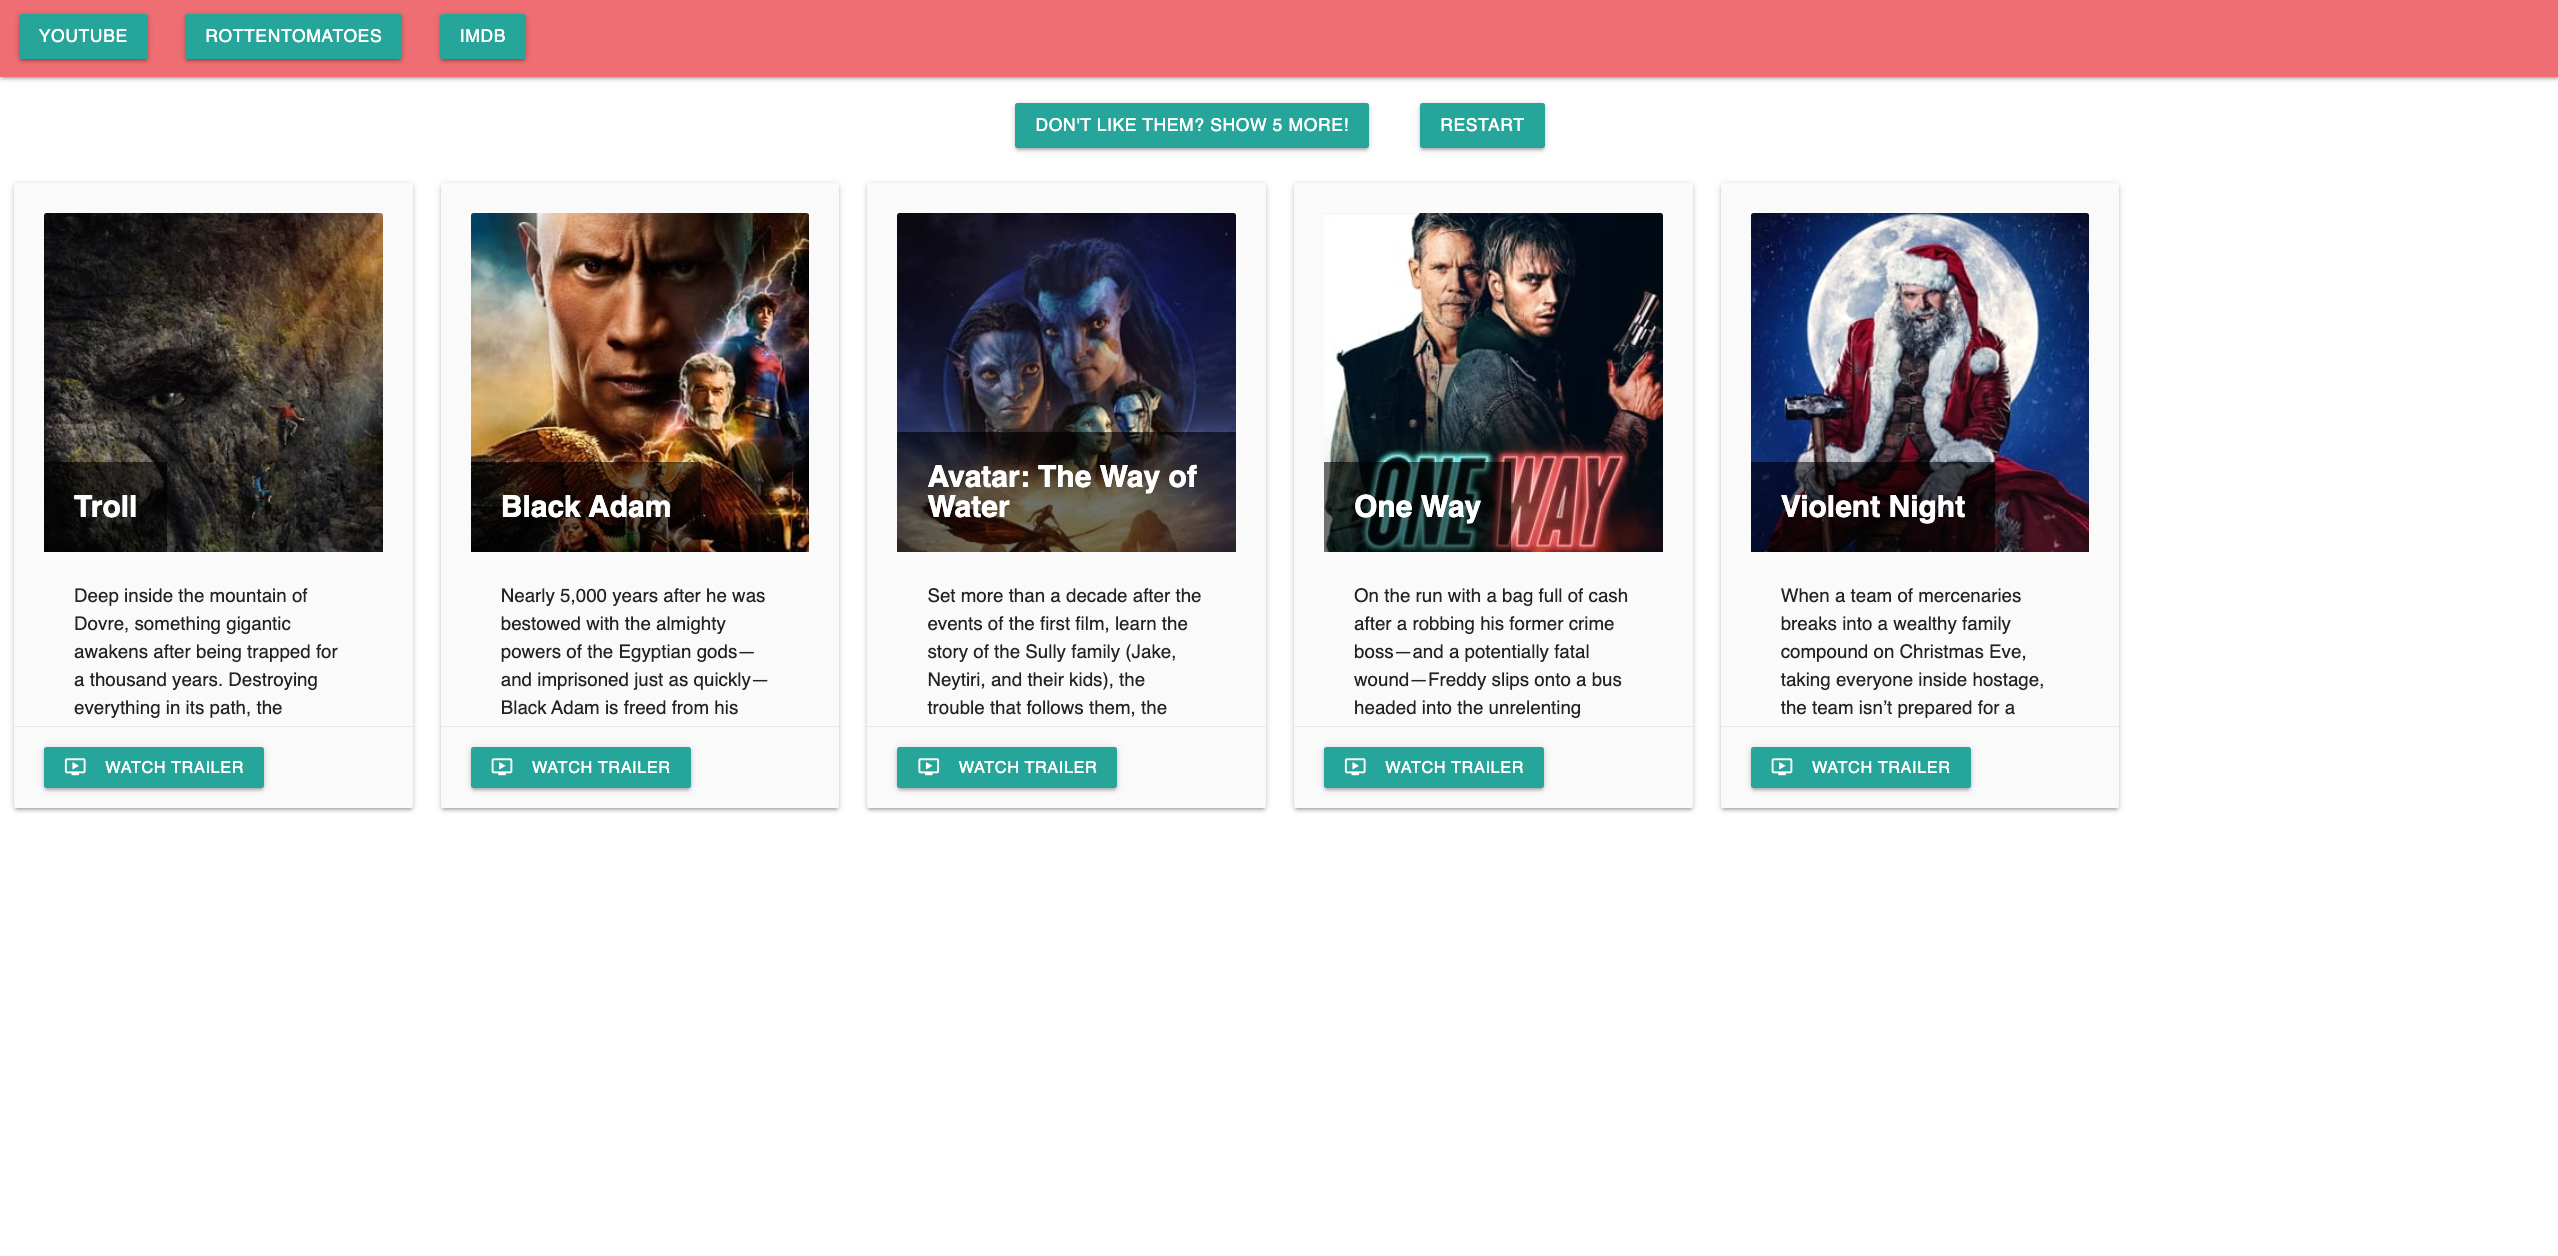 YOUTUBE
ROTTENTOMATOES
IMDB
DON'T LIKE THEM? SHOW 5 MORE!
RESTART
Troll
Deep inside the mountain of
Dovre, something gigantic
awakens after being trapped for
a thousand years. Destroying
everything in its path, the
WATCH TRAILER
Black Adam
Nearly 5,000 years after he was
bestowed with the almighty
powers of the Egyptian gods—
and imprisoned just as quickly—
Black Adam is freed from his
WATCH TRAILER
Avatar: The Way of
Water
Set more than a decade after the
events of the first film, learn the
story of the Sully family (Jake,
Neytiri, and their kids), the
trouble that follows them, the
WATCH TRAILER
ONE WAY
One Way
On the run with a bag full of cash
after a robbing his former crime
boss—and a potentially fatal
wound—Freddy slips onto a bus
headed into the unrelenting
WATCH TRAILER
Violent Night
When a team of mercenaries
breaks into a wealthy family
compound on Christmas Eve,
taking everyone inside hostage,
the team isn’t prepared for a
WATCH TRAILER